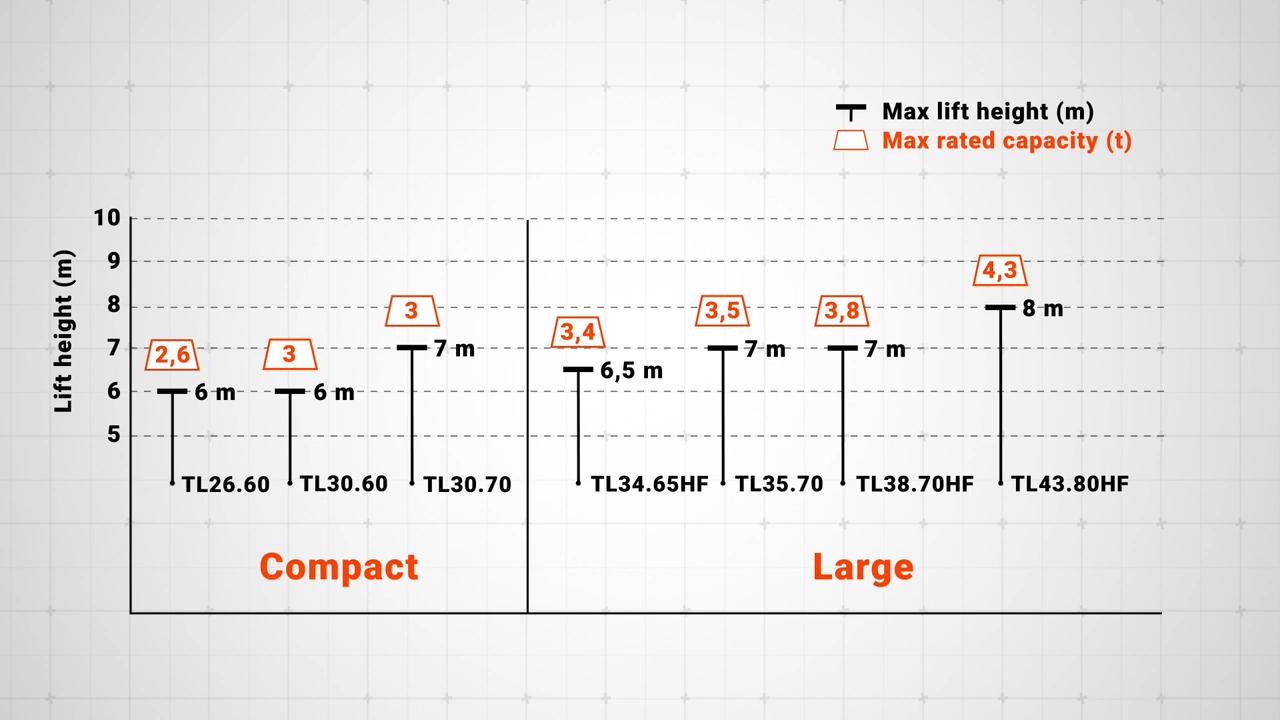 Max lift height (m)
Max rated capacity (t)
Lift height (m)
10
9
8
7
6
5
2,6
6 m
TL26.60
3
6 m
TL30.60
3
7 m
TL30.70
3,4
6,5 m
TL34.65HF
3,5
7 m
TL35.70
3,8
7 m
TL38.70HF
4,3
8 m
TL43.80HF
Compact
Large